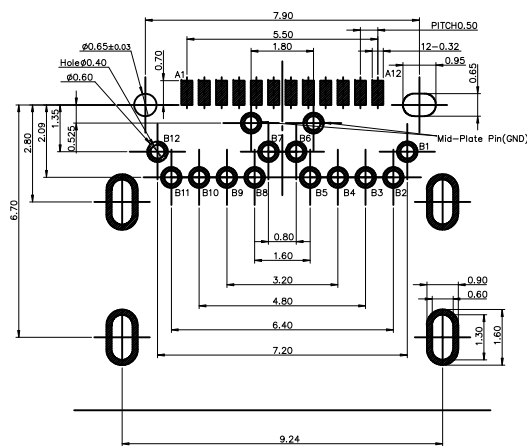 7.90
PITCH0.50
5.50
Ø0.65±0.03
12-0.32
1.80
HoleØ0.40
0.70
0.95
Ø0.60
0.65
A1
A12
2.80
2.09
1.35
0.525
Mid-Plate Pin(GND)
B12
B7
B6
B1
B11
B10
B9
B8
B5
B4
B3
B2
6.70
0.80
1.60
3.20
0.90
4.80
0.60
6.40
1.30
1.60
7.20
9.24